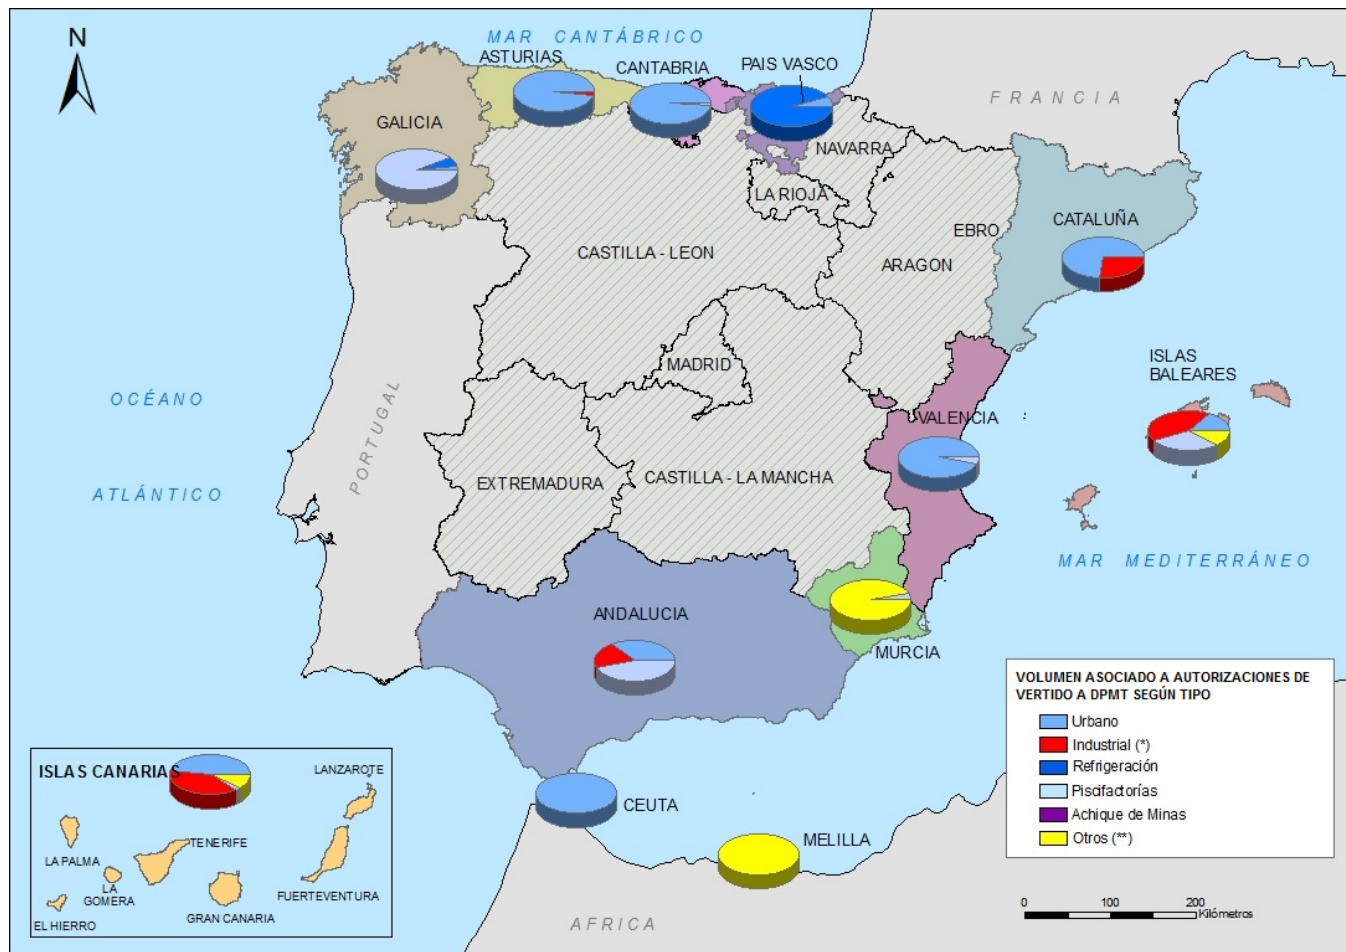 N
MAR CANTÁBRICO
ASTURIAS
CANTABRIA
PAIS VASCO
FRANCIA
GALICIA
NAVARRA
LA RIOJA
EBRO
CATALUÑA
CASTILLA - LEON
ARAGON
MADRID
ISLAS
BALEARES
OCÉANO
ATLÁNTICO
PORTUGAL
VALENCIA
EXTREMADURA
CASTILLA - LA MANCHA
MAR MEDITERRÁNEO
ANDALUCIA
MURCIA
VOLUMEN ASOCIADO A AUTORIZACIONES DE
VERTIDO A DPMT SEGÚN TIPO
Urbano
Industrial (*)
Refrigeración
Piscifactorías
Achique de Minas
Otros (**)
ISLAS CANARIAS
LANZAROTE
LA PALMA
TENERIFE
LA
GOMERA
EL HIERRO
GRAN CANARIA
FUERTEVENTURA
CEUTA
MELILLA
AFRICA
0 100 200
Kilómetros